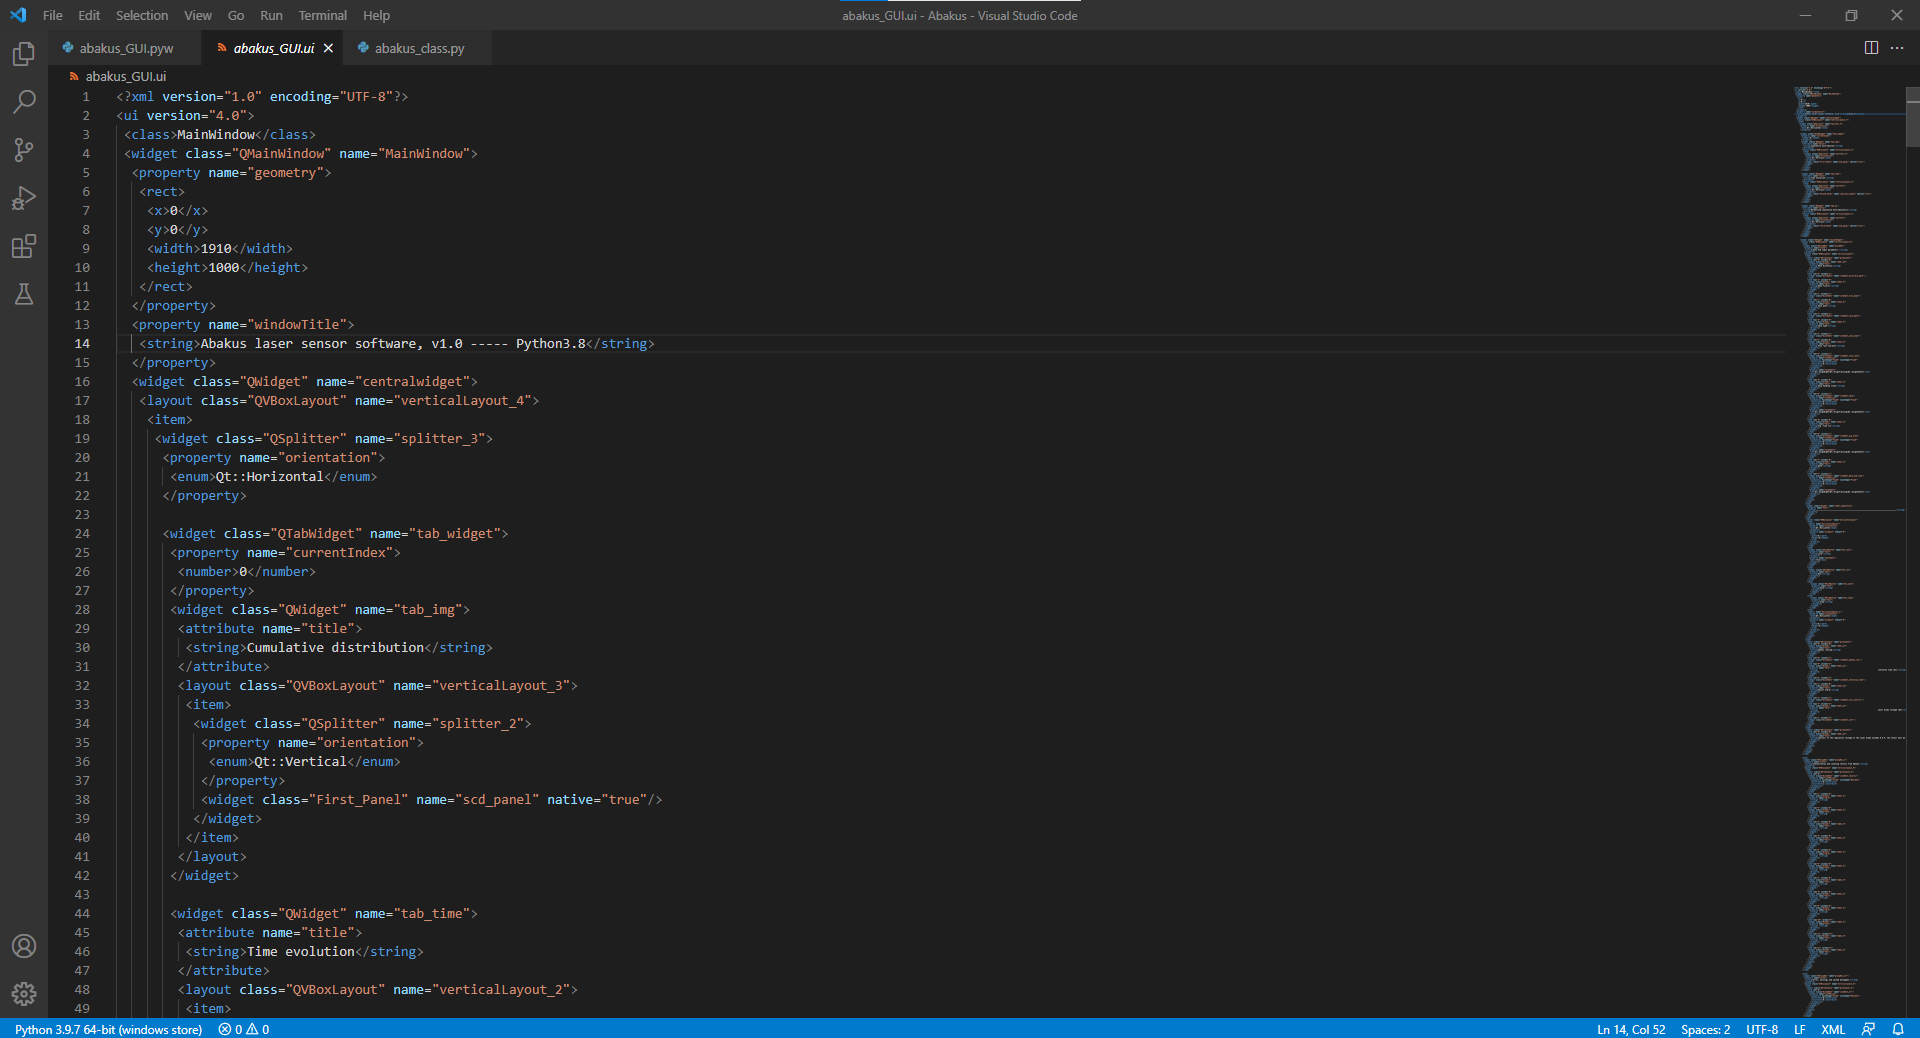 File Edit Selection View Go Run Terminal Help
abakus_GUI.ui - Abakus - Visual Studio Code
abakus_GUI.pyw abakus_GUI.ui abakus_class.py
abakus_GUI.ui
1 <?xml version="1.0" encoding="UTF-8"?>
2 <ui version="4.0">
3 <class>MainWindow</class>
4 <widget class="QMainWindow" name="MainWindow">
5 <property name="geometry">
6 <rect>
7 <x>0</x>
8 <y>0</y>
9 <width>1910</width>
10 <height>1000</height>
11 </rect>
12 </property>
13 <property name="windowTitle">
14 <string>Abakus laser sensor software, v1.0 ----- Python3.8</string>
15 </property>
16 <widget class="QWidget" name="centralwidget">
17 <layout class="QVBoxLayout" name="verticalLayout_4">
18 <item>
19 <widget class="QSplitter" name="splitter_3">
20 <property name="orientation">
21 <enum>Qt::Horizontal</enum>
22 </property>
23
24 <widget class="QTabWidget" name="tab_widget">
25 <property name="currentIndex">
26 <number>0</number>
27 </property>
28 <widget class="QWidget" name="tab_img">
29 <attribute name="title">
30 <string>Cumulative distribution</string>
31 </attribute>
32 <layout class="QVBoxLayout" name="verticalLayout_3">
33 <item>
34 <widget class="QSplitter" name="splitter_2">
35 <property name="orientation">
36 <enum>Qt::Vertical</enum>
37 </property>
38 <widget class="First_Panel" name="scd_panel" native="true"/>
39 </widget>
40 </item>
41 </layout>
42 </widget>
43
44 <widget class="QWidget" name="tab_time">
45 <attribute name="title">
46 <string>Time evolution</string>
47 </attribute>
48 <layout class="QVBoxLayout" name="verticalLayout_2">
49 <item>
Python 3.9.7 64-bit (windows store) 0 0 Ln 14, Col 52 Spaces: 2 UTF-8 LF XML